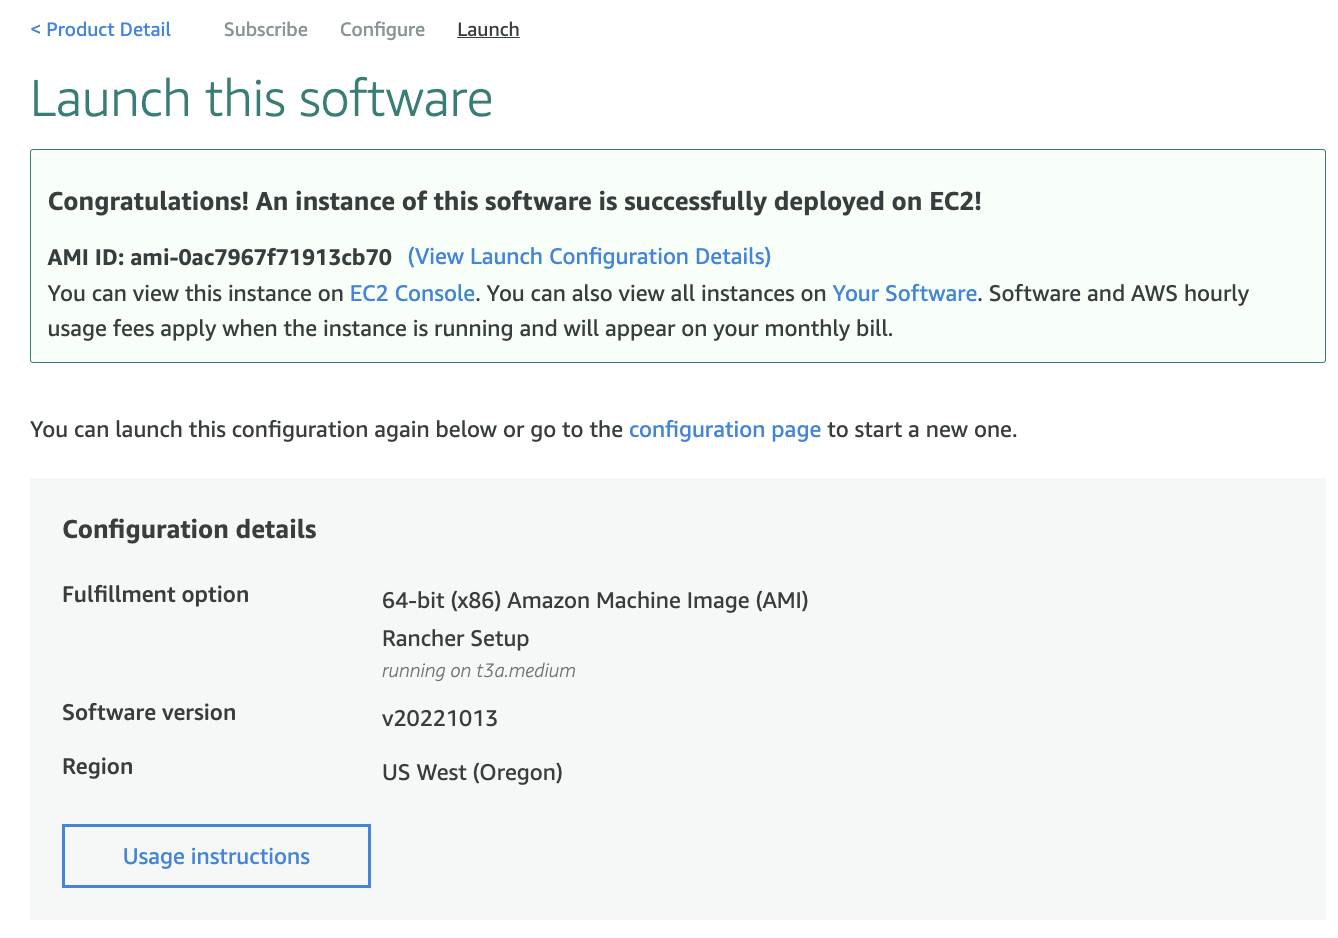 < Product Detail Subscribe Configure Launch
Launch this software
Congratulations! An instance of this software is successfully deployed on EC2!
AMI ID: ami-0ac7967f71913cb70 (View Launch Configuration Details)
You can view this instance on EC2 Console. You can also view all instances on Your Software. Software and AWS hourly
usage fees apply when the instance is running and will appear on your monthly bill.
You can launch this configuration again below or go to the configuration page to start a new one.
Configuration details
Fulfillment option 64-bit (x86) Amazon Machine Image (AMI)
Rancher Setup
running on t3a.medium
Software version v20221013
Region US West (Oregon)
Usage instructions